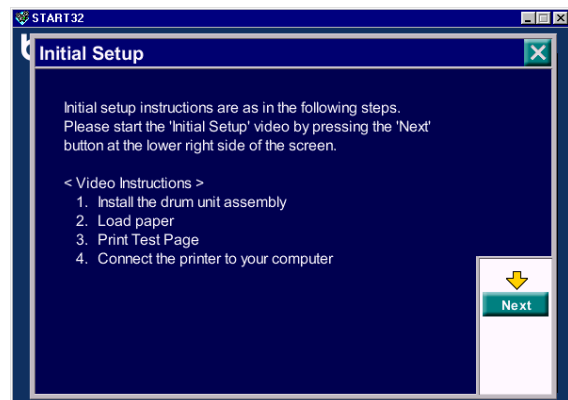 START32
Initial Setup
Initial setup instructions are as in the following steps.
Please start the 'Initial Setup' video by pressing the 'Next'
button at the lower right side of the screen.
< Video Instructions >
1. Install the drum unit assembly
2. Load paper
3. Print Test Page
4. Connect the printer to your computer
Next